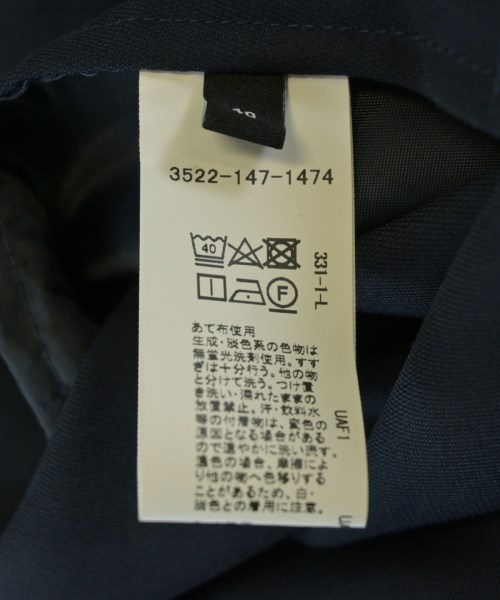 40
3522-147-1474
40
F
331-1-L
あて布使用
生成・淡色系の色物は
無蛍光洗剤使用。すす
ぎは十分行う。他の物
と分けて洗う。つけ置
き洗い・濡れたままの
放置禁止。汗・飲料水
等の付着物は、変色の
原因となる場合がある
ので速やかに洗い流す。
濃色の場合、摩擦によ
り他の物へ色移りする
ことがあるため、白・
淡色との着用に注意。
UAF1
UA